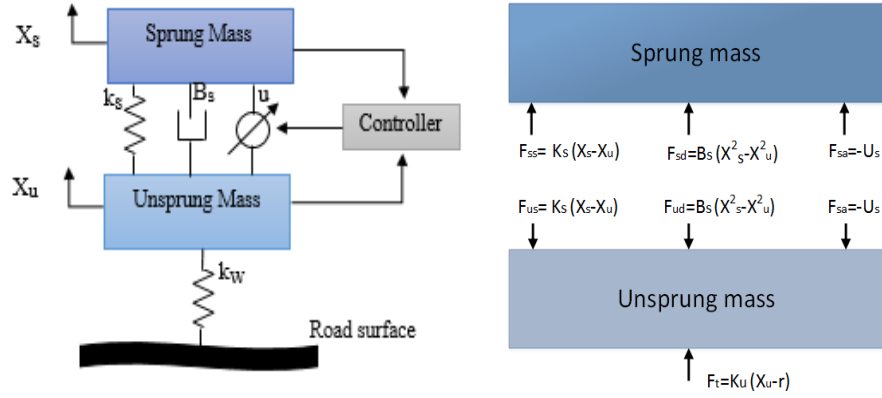 Xs
Sprung Mass
ks
Bs
u
Controller
Xu
Unsprung Mass
kW
Road surface
Sprung mass
Fss= Ks (Xs-Xu)
Fsd=Bs (X²s-X²u)
Fsa=-Us
Fus= Ks (Xs-Xu)
Fud=Bs (X²s-X²u)
Fsa=-Us
Unsprung mass
Ft=Ku (Xu-r)